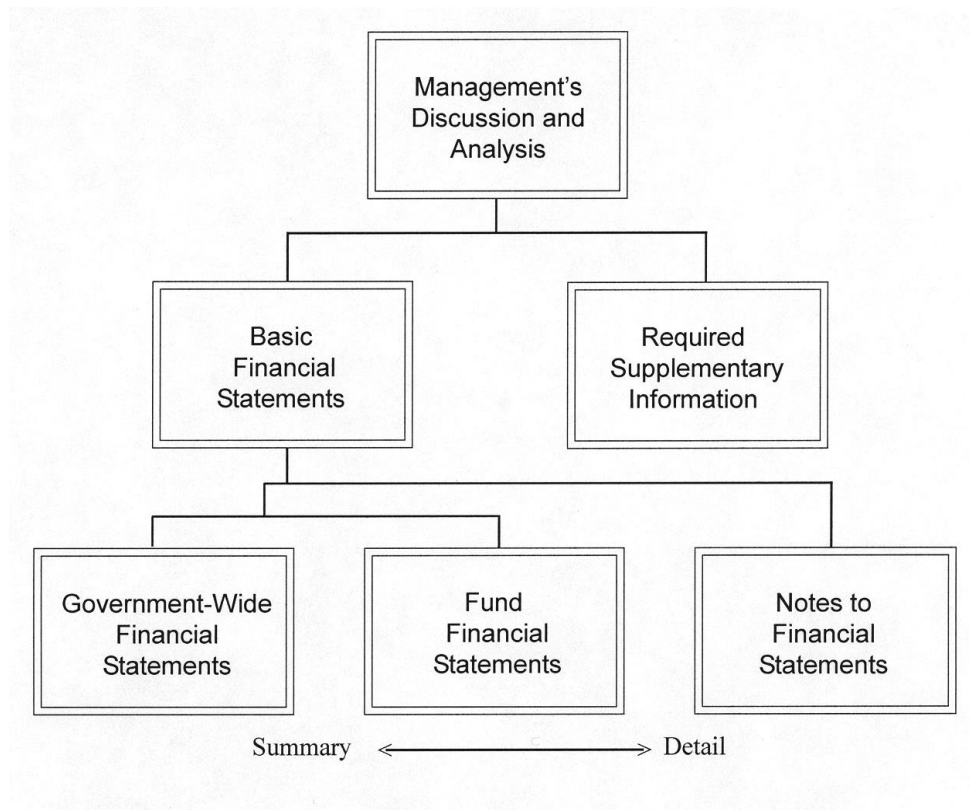 Management's
Discussion and
Analysis
Basic
Financial
Statements
Required
Supplementary
Information
Government-Wide
Financial
Statements
Fund
Financial
Statements
Notes to
Financial
Statements
Summary
Detail